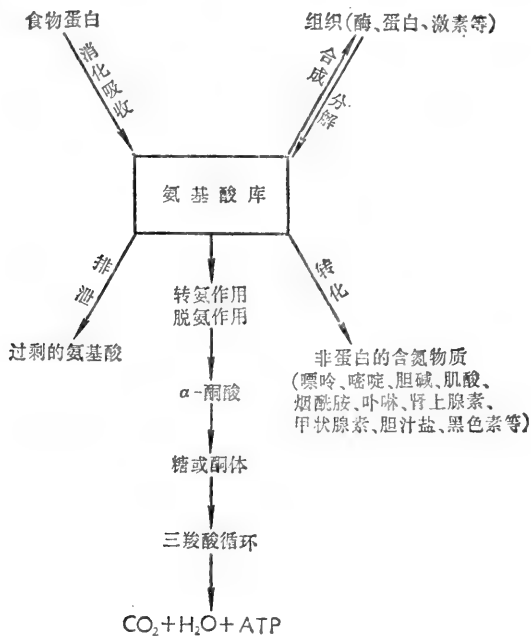 食物蛋白
组织(酶、蛋白、激素等)
消化吸收
合成
分解
氨基酸库
排泄
转化
转氨作用
脱氨作用
过剩的氨基酸
非蛋白的含氮物质
(嘌呤、嘧啶、胆碱、肌酸、
烟酰胺、卟啉、肾上腺素、
甲状腺素、胆汁盐、黑色素等)
α-酮酸
糖或酮体
三羧酸循环
CO₂+H₂O+ATP